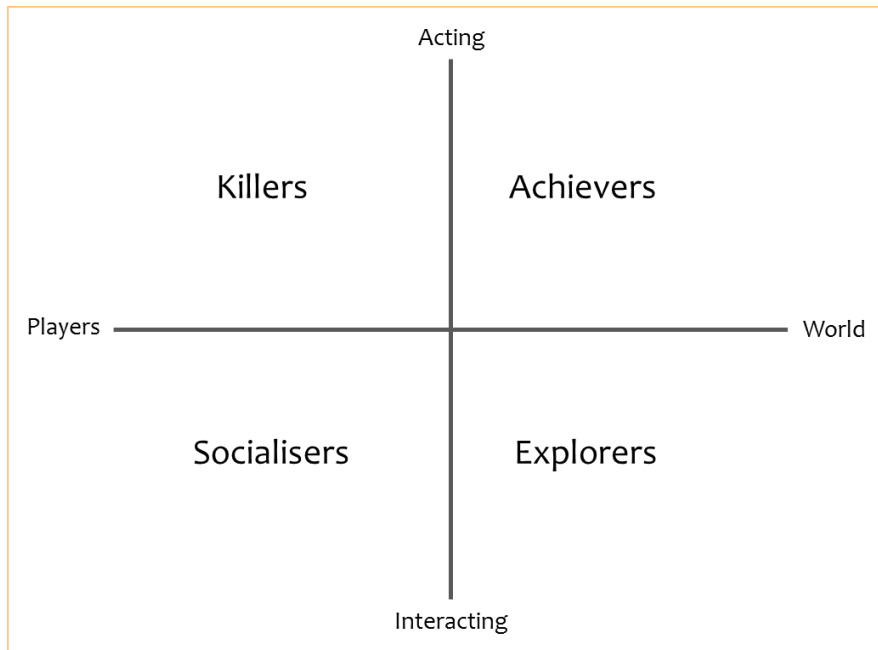 Acting
Killers
Achievers
Players
World
Socialisers
Explorers
Interacting